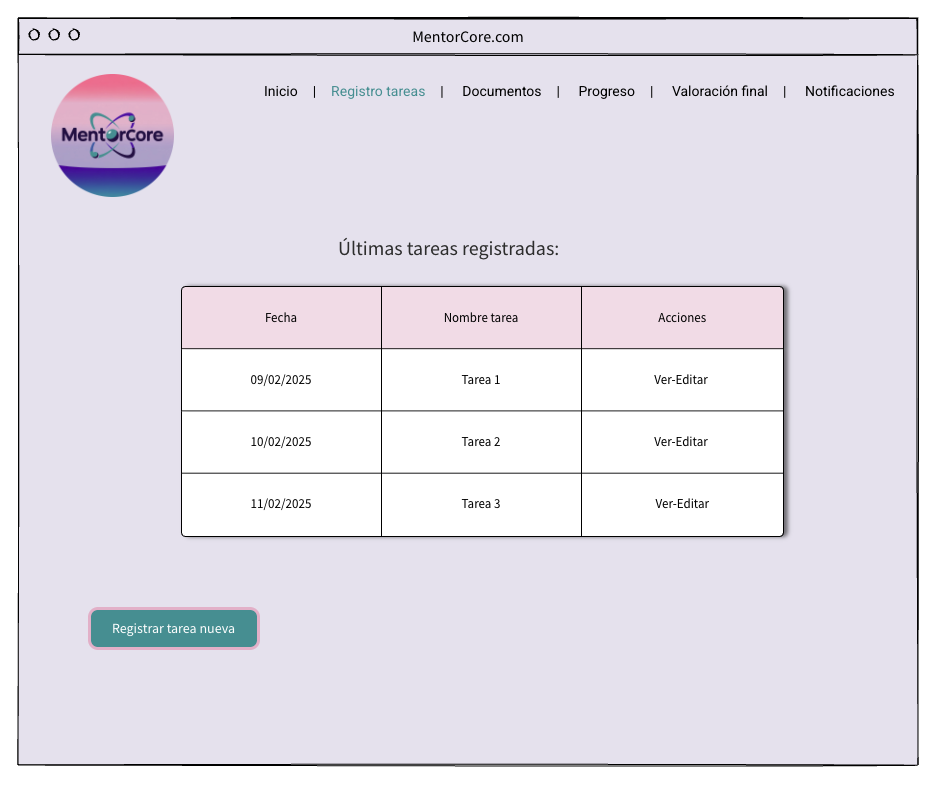 MentorCore.com
MentorCore
Inicio | Registro tareas | Documentos | Progreso | Valoración final | Notificaciones
Últimas tareas registradas:
Fecha Nombre tarea Acciones
09/02/2025 Tarea 1 Ver-Editar
10/02/2025 Tarea 2 Ver-Editar
11/02/2025 Tarea 3 Ver-Editar
Registrar tarea nueva